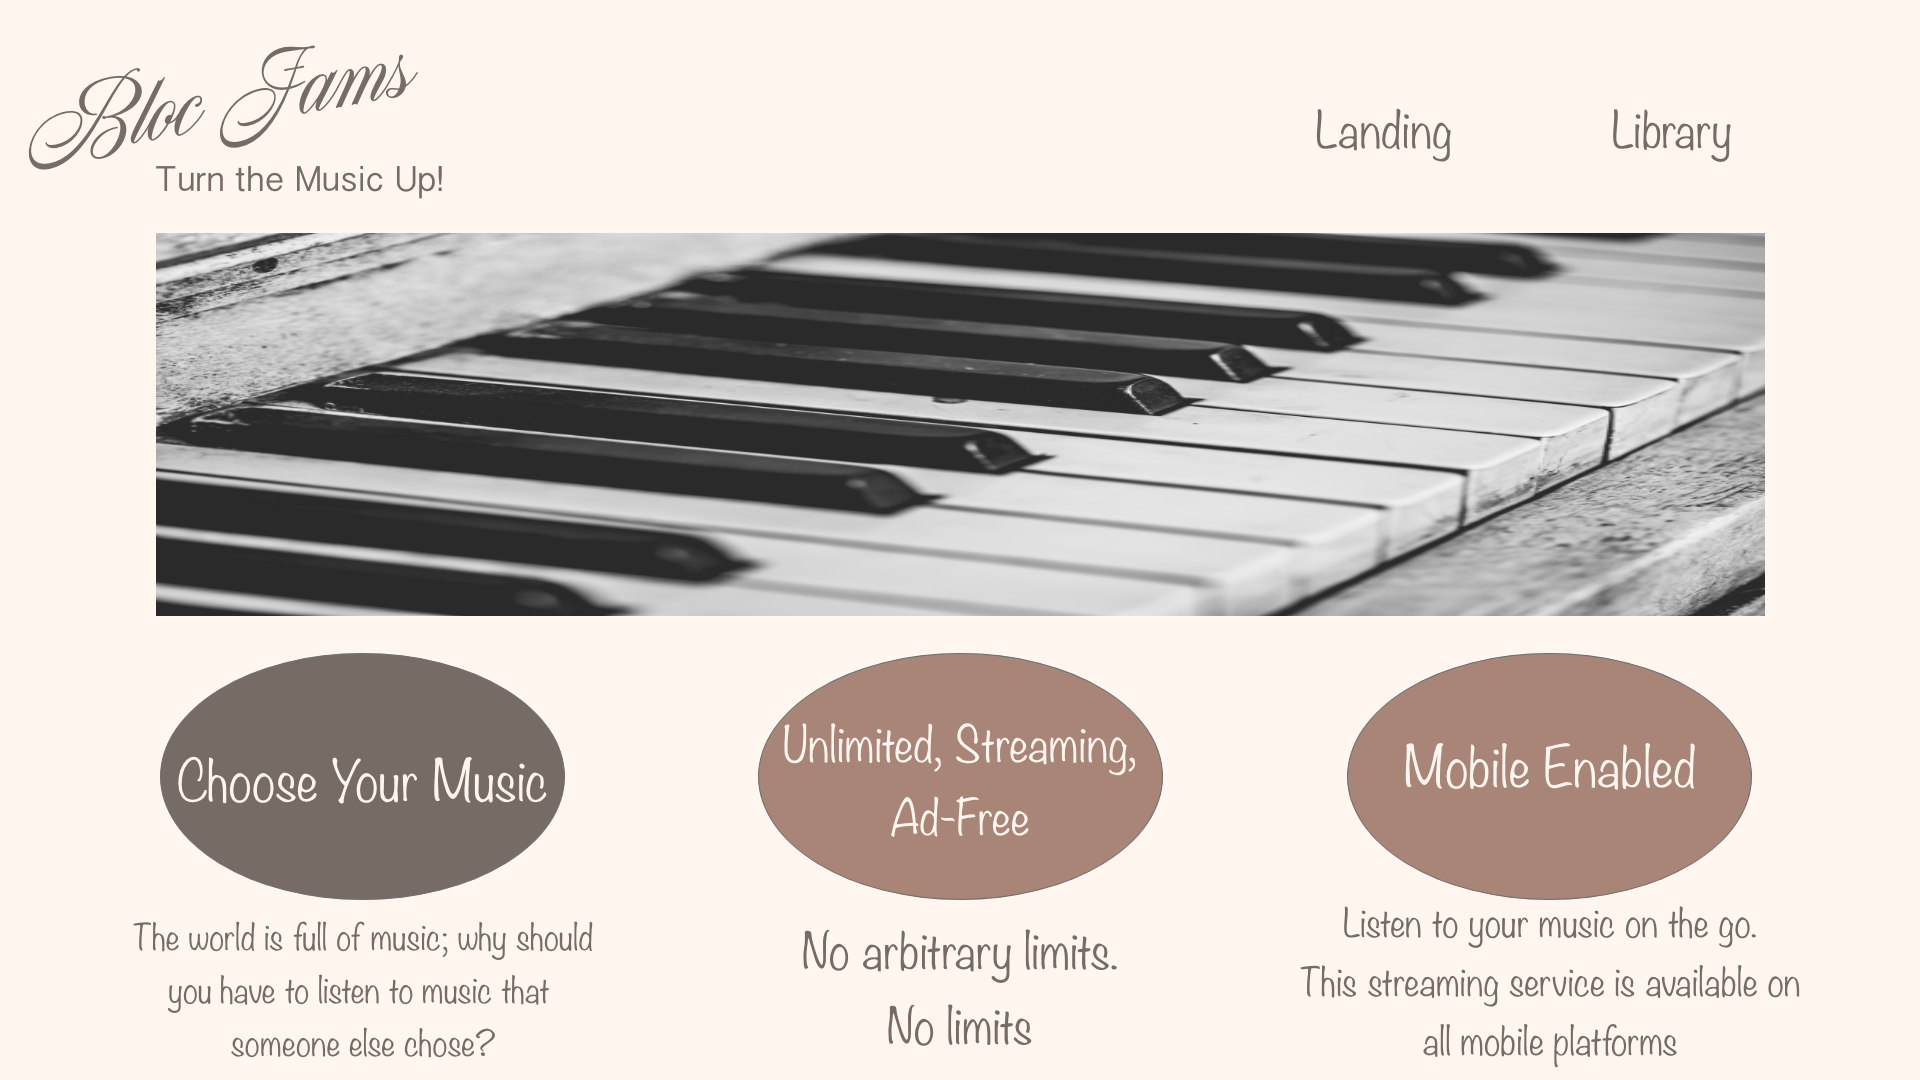 Bloc Jams
Turn the Music Up!
Landing
Library
Choose Your Music
The world is full of music; why should
you have to listen to music that
someone else chose?
Unlimited, Streaming,
Ad-Free
No arbitrary limits.
No limits
Mobile Enabled
Listen to your music on the go.
This streaming service is available on
all mobile platforms